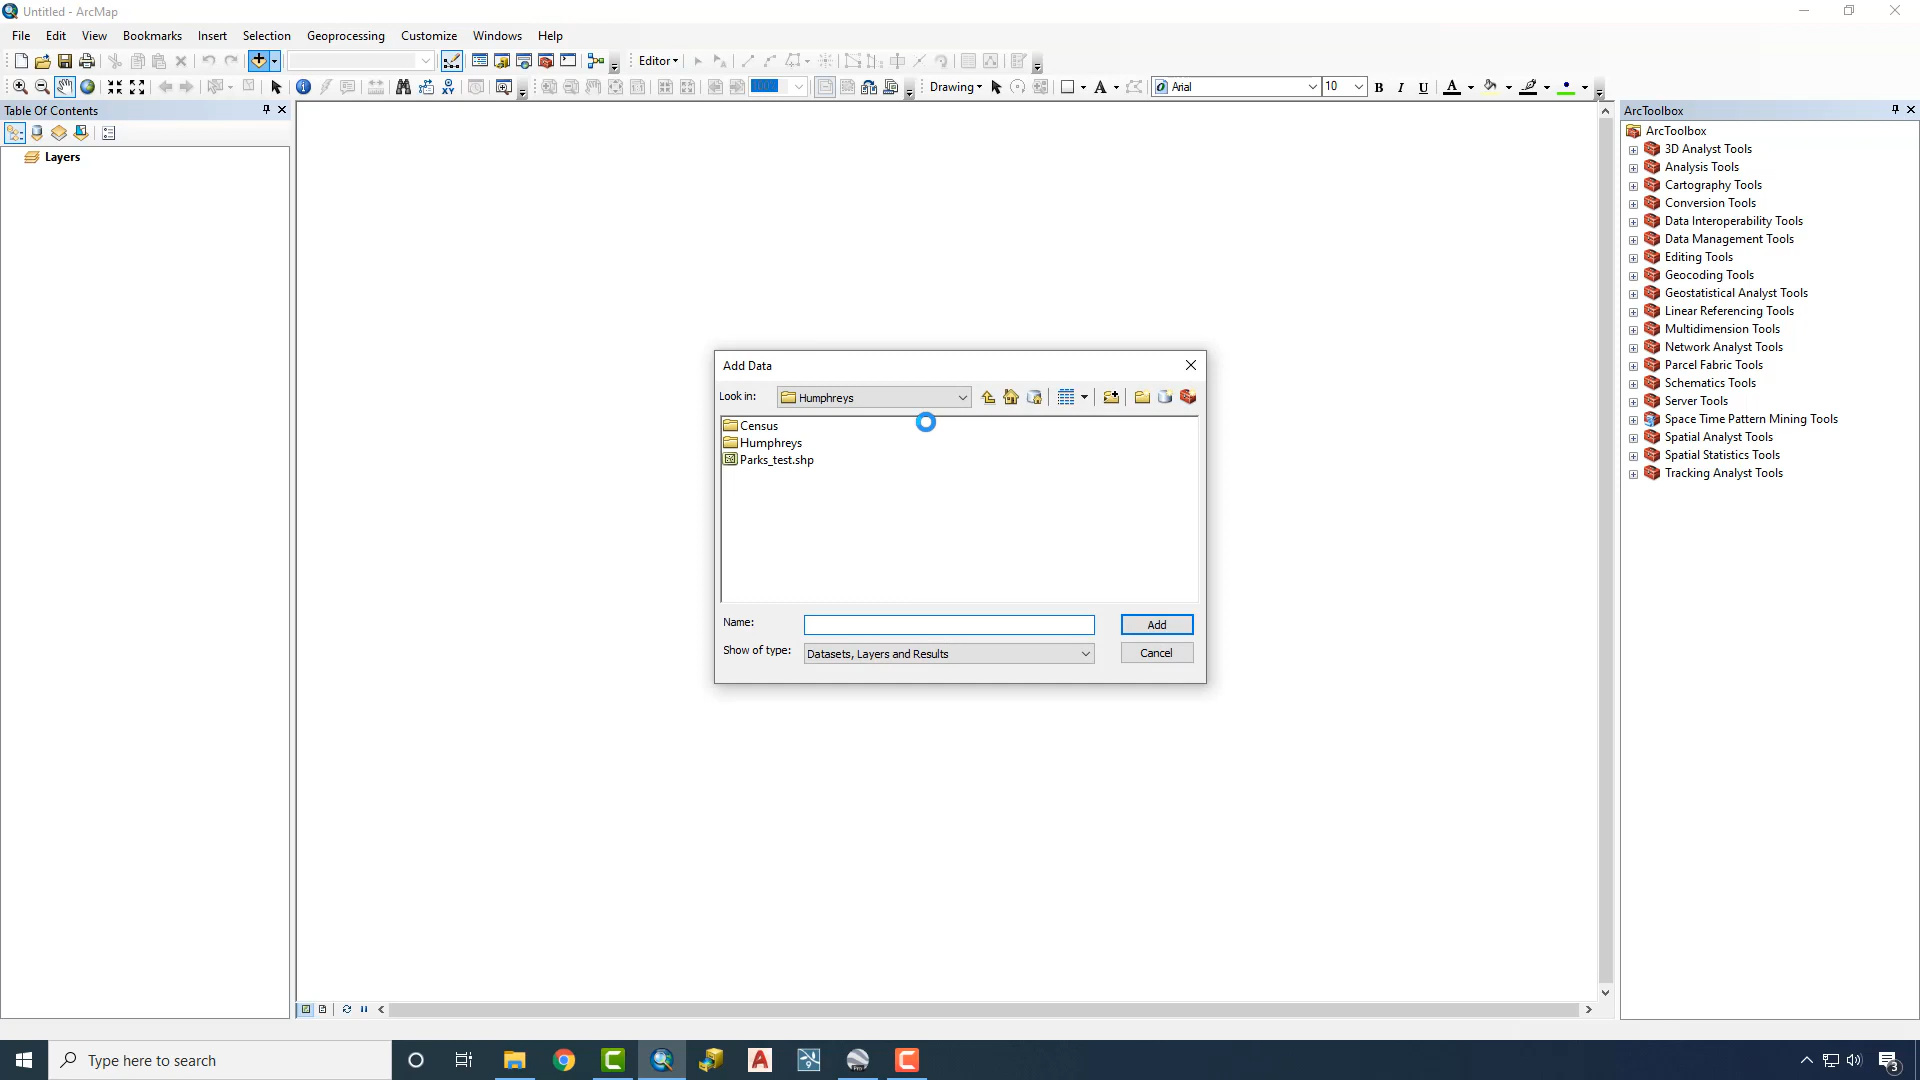 Untitled - ArcMap
File Edit View Bookmarks Insert Selection Geoprocessing Customize Windows Help
Editor
Drawing A Arial 10 B I U A
Table Of Contents
Layers
Add Data
Look in: Humphreys
Census
Humphreys
Parks_test.shp
Name: Add
Show of type: Datasets, Layers and Results Cancel
ArcToolbox
ArcToolbox
3D Analyst Tools
Analysis Tools
Cartography Tools
Conversion Tools
Data Interoperability Tools
Data Management Tools
Editing Tools
Geocoding Tools
Geostatistical Analyst Tools
Linear Referencing Tools
Multidimension Tools
Network Analyst Tools
Parcel Fabric Tools
Schematics Tools
Server Tools
Space Time Pattern Mining Tools
Spatial Analyst Tools
Spatial Statistics Tools
Tracking Analyst Tools
Type here to search
3